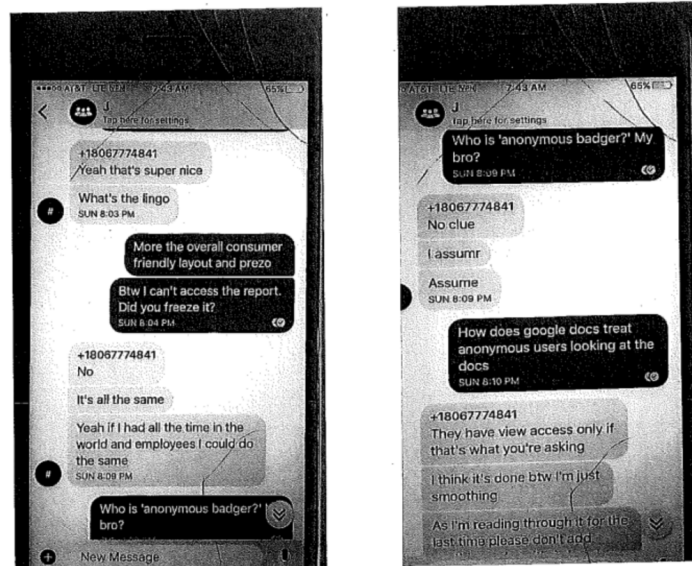 AT&T LTE
7:43 AM
65%
J
Tap here for settings
+18067774841
Yeah that's super nice
What's the lingo
#
SUN 8:03 PM
More the overall consumer
friendly layout and prezo
Btw I can't access the report.
Did you freeze it?
SUN 8:04 PM
+18067774841
No
It's all the same
Yeah if I had all the time in the
world and employees I could do
the same
#
SUN 8:09 PM
Who is 'anonymous badger?'
bro?
New Message
AT&T LTE
7:43 AM
65%
J
Tap here for settings
Who is 'anonymous badger?' My
bro?
SUN 8:09 PM
+18067774841
No clue
I assumr
Assume
SUN 8:09 PM
How does google docs treat
anonymous users looking at the
docs
SUN 8:10 PM
+18067774841
They have view access only if
that's what you're asking
I think it's done btw I'm just
smoothing
As I'm reading through it for the
last time please don't add